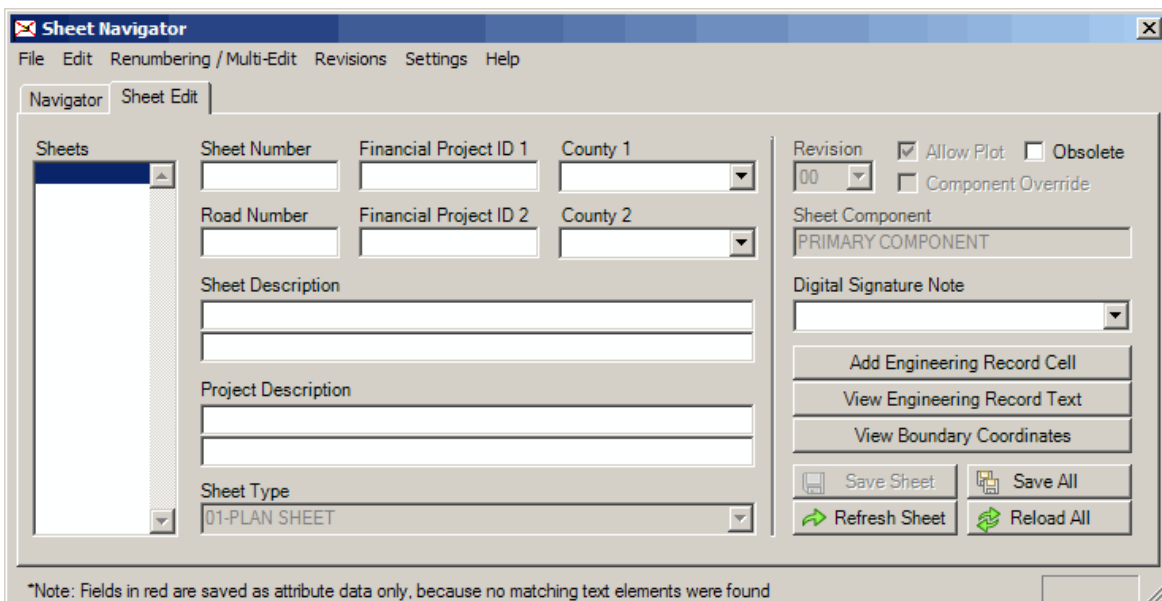 Sheet Navigator
File Edit Renumbering / Multi-Edit Revisions Settings Help
Navigator Sheet Edit
Sheets Sheet Number Financial Project ID 1 County 1 Revision Allow Plot Obsolete
00 Component Override
Road Number Financial Project ID 2 County 2 Sheet Component
PRIMARY COMPONENT
Sheet Description Digital Signature Note
Add Engineering Record Cell
Project Description View Engineering Record Text
View Boundary Coordinates
Sheet Type Save Sheet Save All
01-PLAN SHEET Refresh Sheet Reload All
*Note: Fields in red are saved as attribute data only, because no matching text elements were found